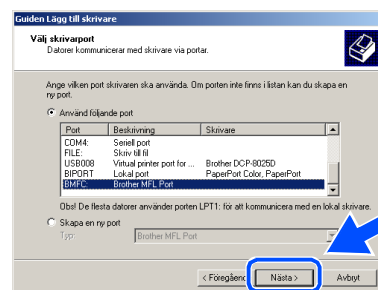 Guiden Lägg till skrivare
Välj skrivarport
Datorer kommunicerar med skrivare via portar.
Ange vilken port skrivaren ska använda. Om porten inte finns i listan kan du skapa en
ny port.
Använd följande port
Port Beskrivning Skrivare
COM4: Seriell port
FILE: Skriv till fil
USB008 Virtual printer port for ... Brother DCP-8025D
BIPORT Lokal port PaperPort Color, PaperPort
BMFC: Brother MFL Port
Obs! De flesta datorer använder porten LPT1: för att kommunicera med en lokal skrivare.
Skapa en ny port
Typ: Brother MFL Port
< Föregåend Nästa > Avbryt